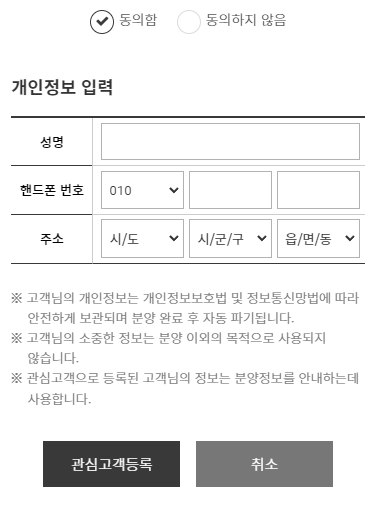 동의함 동의하지 않음
개인정보 입력
성명
핸드폰 번호 010
주소 시/도 시/군/구 읍/면/동
※ 고객님의 개인정보는 개인정보보호법 및 정보통신망법에 따라
안전하게 보관되며 분양 완료 후 자동 파기됩니다.
※ 고객님의 소중한 정보는 분양 이외의 목적으로 사용되지
않습니다.
※ 관심고객으로 등록된 고객님의 정보는 분양정보를 안내하는데
사용합니다.
관심고객등록 취소